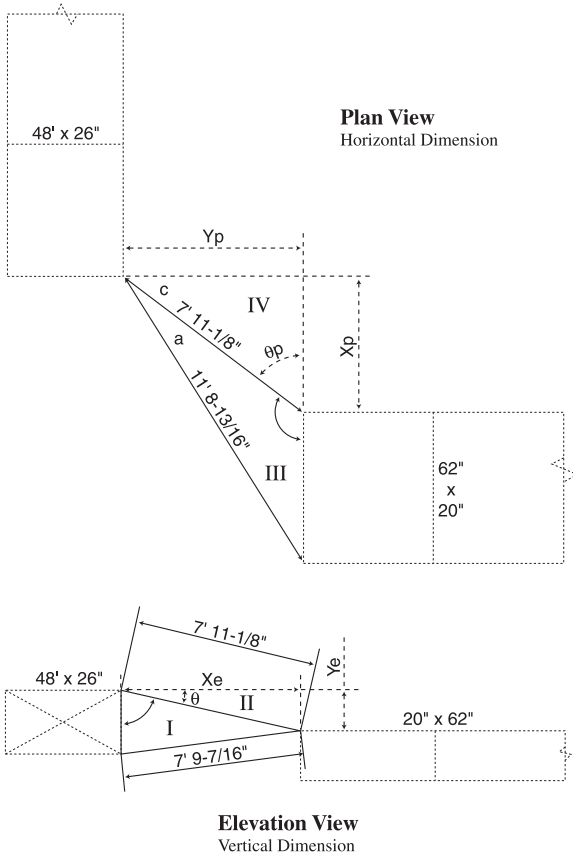 48' x 26"
Plan View
Horizontal Dimension
Yp
c
7' 11-1/8"
IV
a
θp
Xp
11' 8-13/16"
III
62"
x
20"
7' 11-1/8"
48' x 26"
Xe
Ye
θ
II
I
20" x 62"
7' 9-7/16"
Elevation View
Vertical Dimension